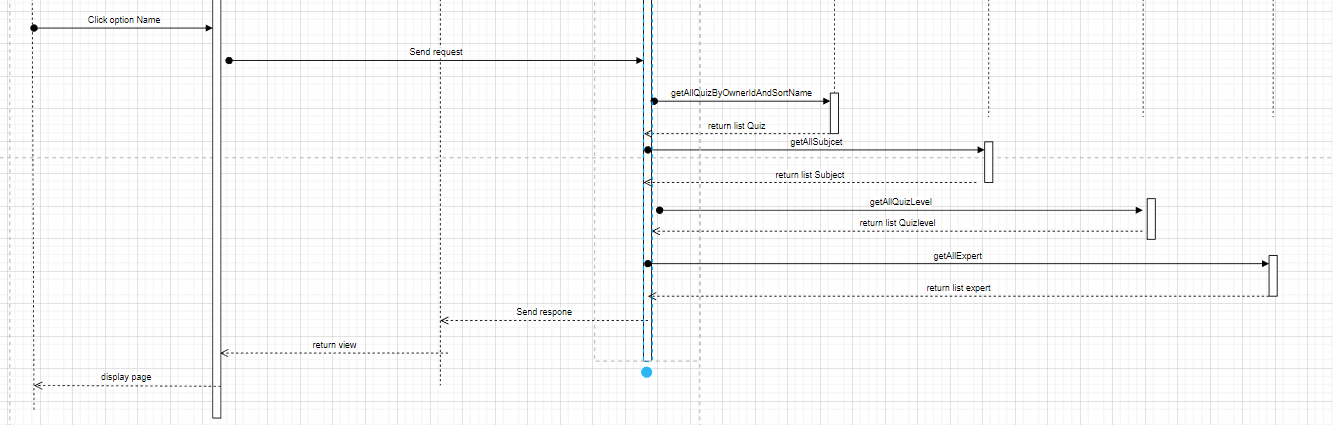 Click option Name
Send request
getAllQuizByOwnerIdAndSortName
return list Quiz
getAllSubjcet
return list Subject
getAllQuizLevel
return list Quizlevel
getAllExpert
return list expert
Send respone
return view
display page